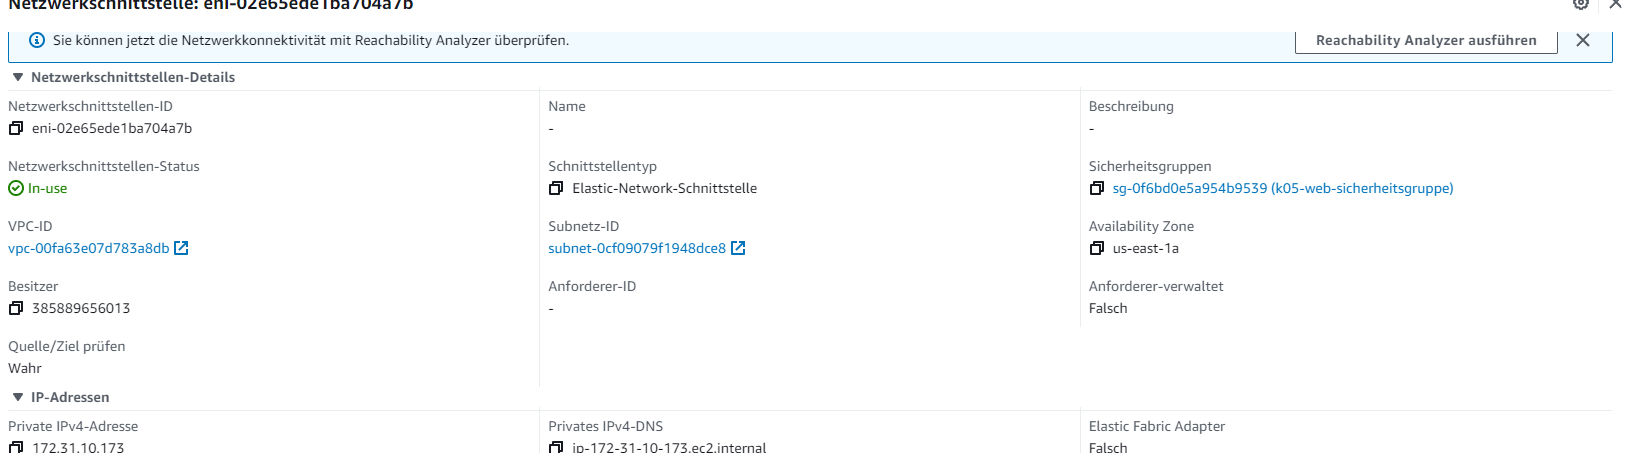 Netzwerkschnittstelle: eni-02e65ede1ba704a7b
Sie können jetzt die Netzwerkkonnektivität mit Reachability Analyzer überprüfen.
Reachability Analyzer ausführen
Netzwerkschnittstellen-Details
Netzwerkschnittstellen-ID
eni-02e65ede1ba704a7b
Name
-
Beschreibung
-
Netzwerkschnittstellen-Status
In-use
Schnittstellentyp
Elastic-Network-Schnittstelle
Sicherheitsgruppen
sg-0f6bd0e5a954b9539 (k05-web-sicherheitsgruppe)
VPC-ID
vpc-00fa63e07d783a8db
Subnetz-ID
subnet-0cf09079f1948dce8
Availability Zone
us-east-1a
Besitzer
385889656013
Anforderer-ID
-
Anforderer-verwaltet
Falsch
Quelle/Ziel prüfen
Wahr
IP-Adressen
Private IPv4-Adresse
172.31.10.173
Privates IPv4-DNS
ip-172-31-10-173.ec2.internal
Elastic Fabric Adapter
Falsch